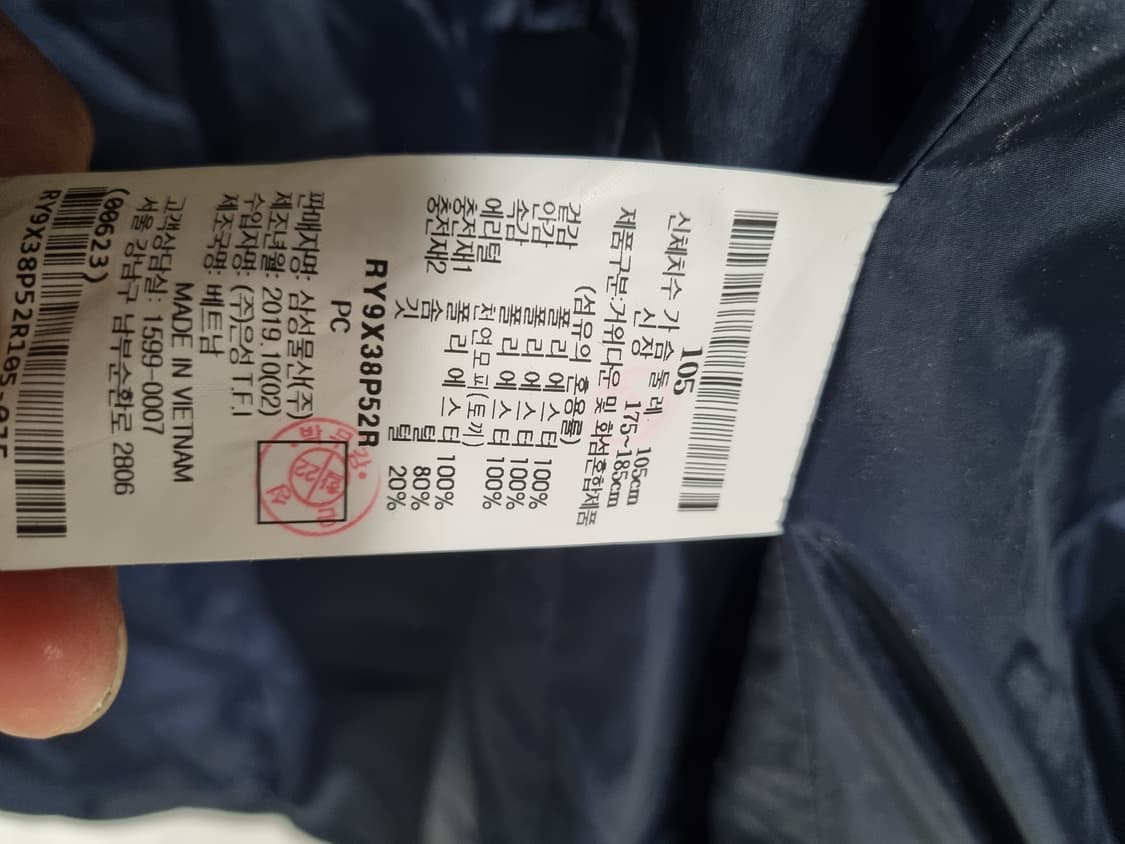 105
신체치수 가슴둘레 105cm
신장 175~185cm
제품구분:거위다운 및 화섬혼합제품
(섬유의 혼용률)
겉감 폴리에스터 100%
안감 폴리에스터 100%
속감 폴리에스터 100%
에리털 천연모피(토끼)
충전재1 폴리에스터 100%
충전재2 솜털 80%
깃털 20%
RY9X38P52R
PC
판매자명: 삼성물산(주)
제조년월: 2019.10(02)
수입자명: (주)은성T.F.I
제조국명: 베트남
MADE IN VIETNAM
고객상담실: 1599-0007
서울 강남구 남부순환로 2806
(00623)
RY9X38P52R105-075
22